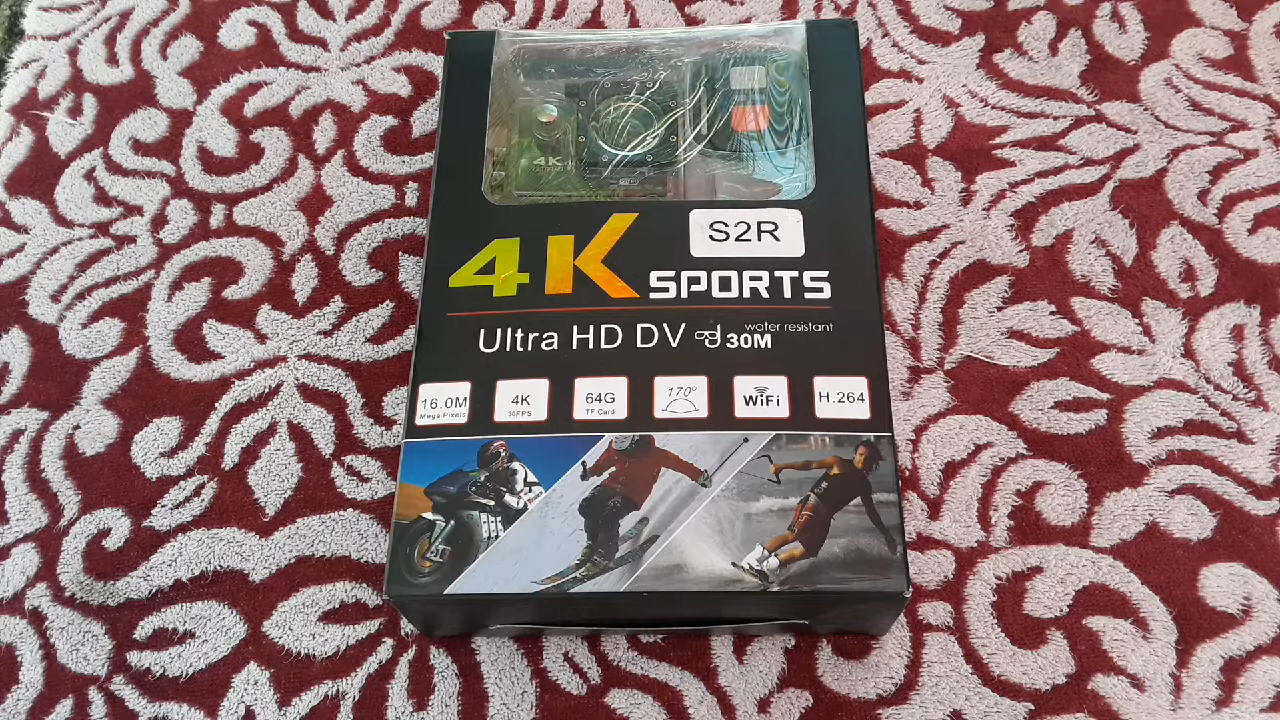 4K
4K
S2R
SPORTS
Ultra HD DV
water resistant
30M
16.0M
Mega Pixels
4K
30FPS
64G
TF Card
170°
WiFi
H.264